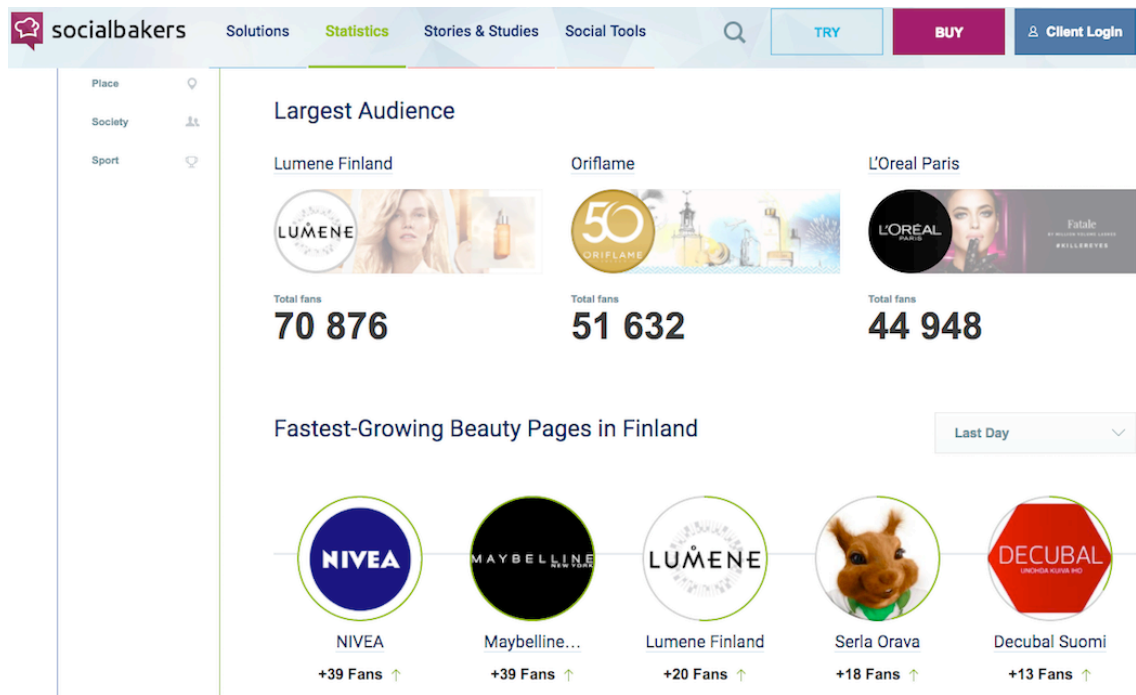 socialbakers
Solutions
Statistics
Stories & Studies
Social Tools
TRY
BUY
Client Login
Place
Society
Sport
Largest Audience
Lumene Finland
Oriflame
L'Oreal Paris
LUMENE
50
ORIFLAME
L'ORÉAL
PARIS
Fatale
#KILLEREYES
Total fans
Total fans
Total fans
70 876
51 632
44 948
Fastest-Growing Beauty Pages in Finland
Last Day
NIVEA
MAYBELLINE
NEW YORK
LUMENE
DECUBAL
UNOHDA KUIVA IHO
NIVEA
Maybelline...
Lumene Finland
Serla Orava
Decubal Suomi
+39 Fans ↑
+39 Fans ↑
+20 Fans ↑
+18 Fans ↑
+13 Fans ↑